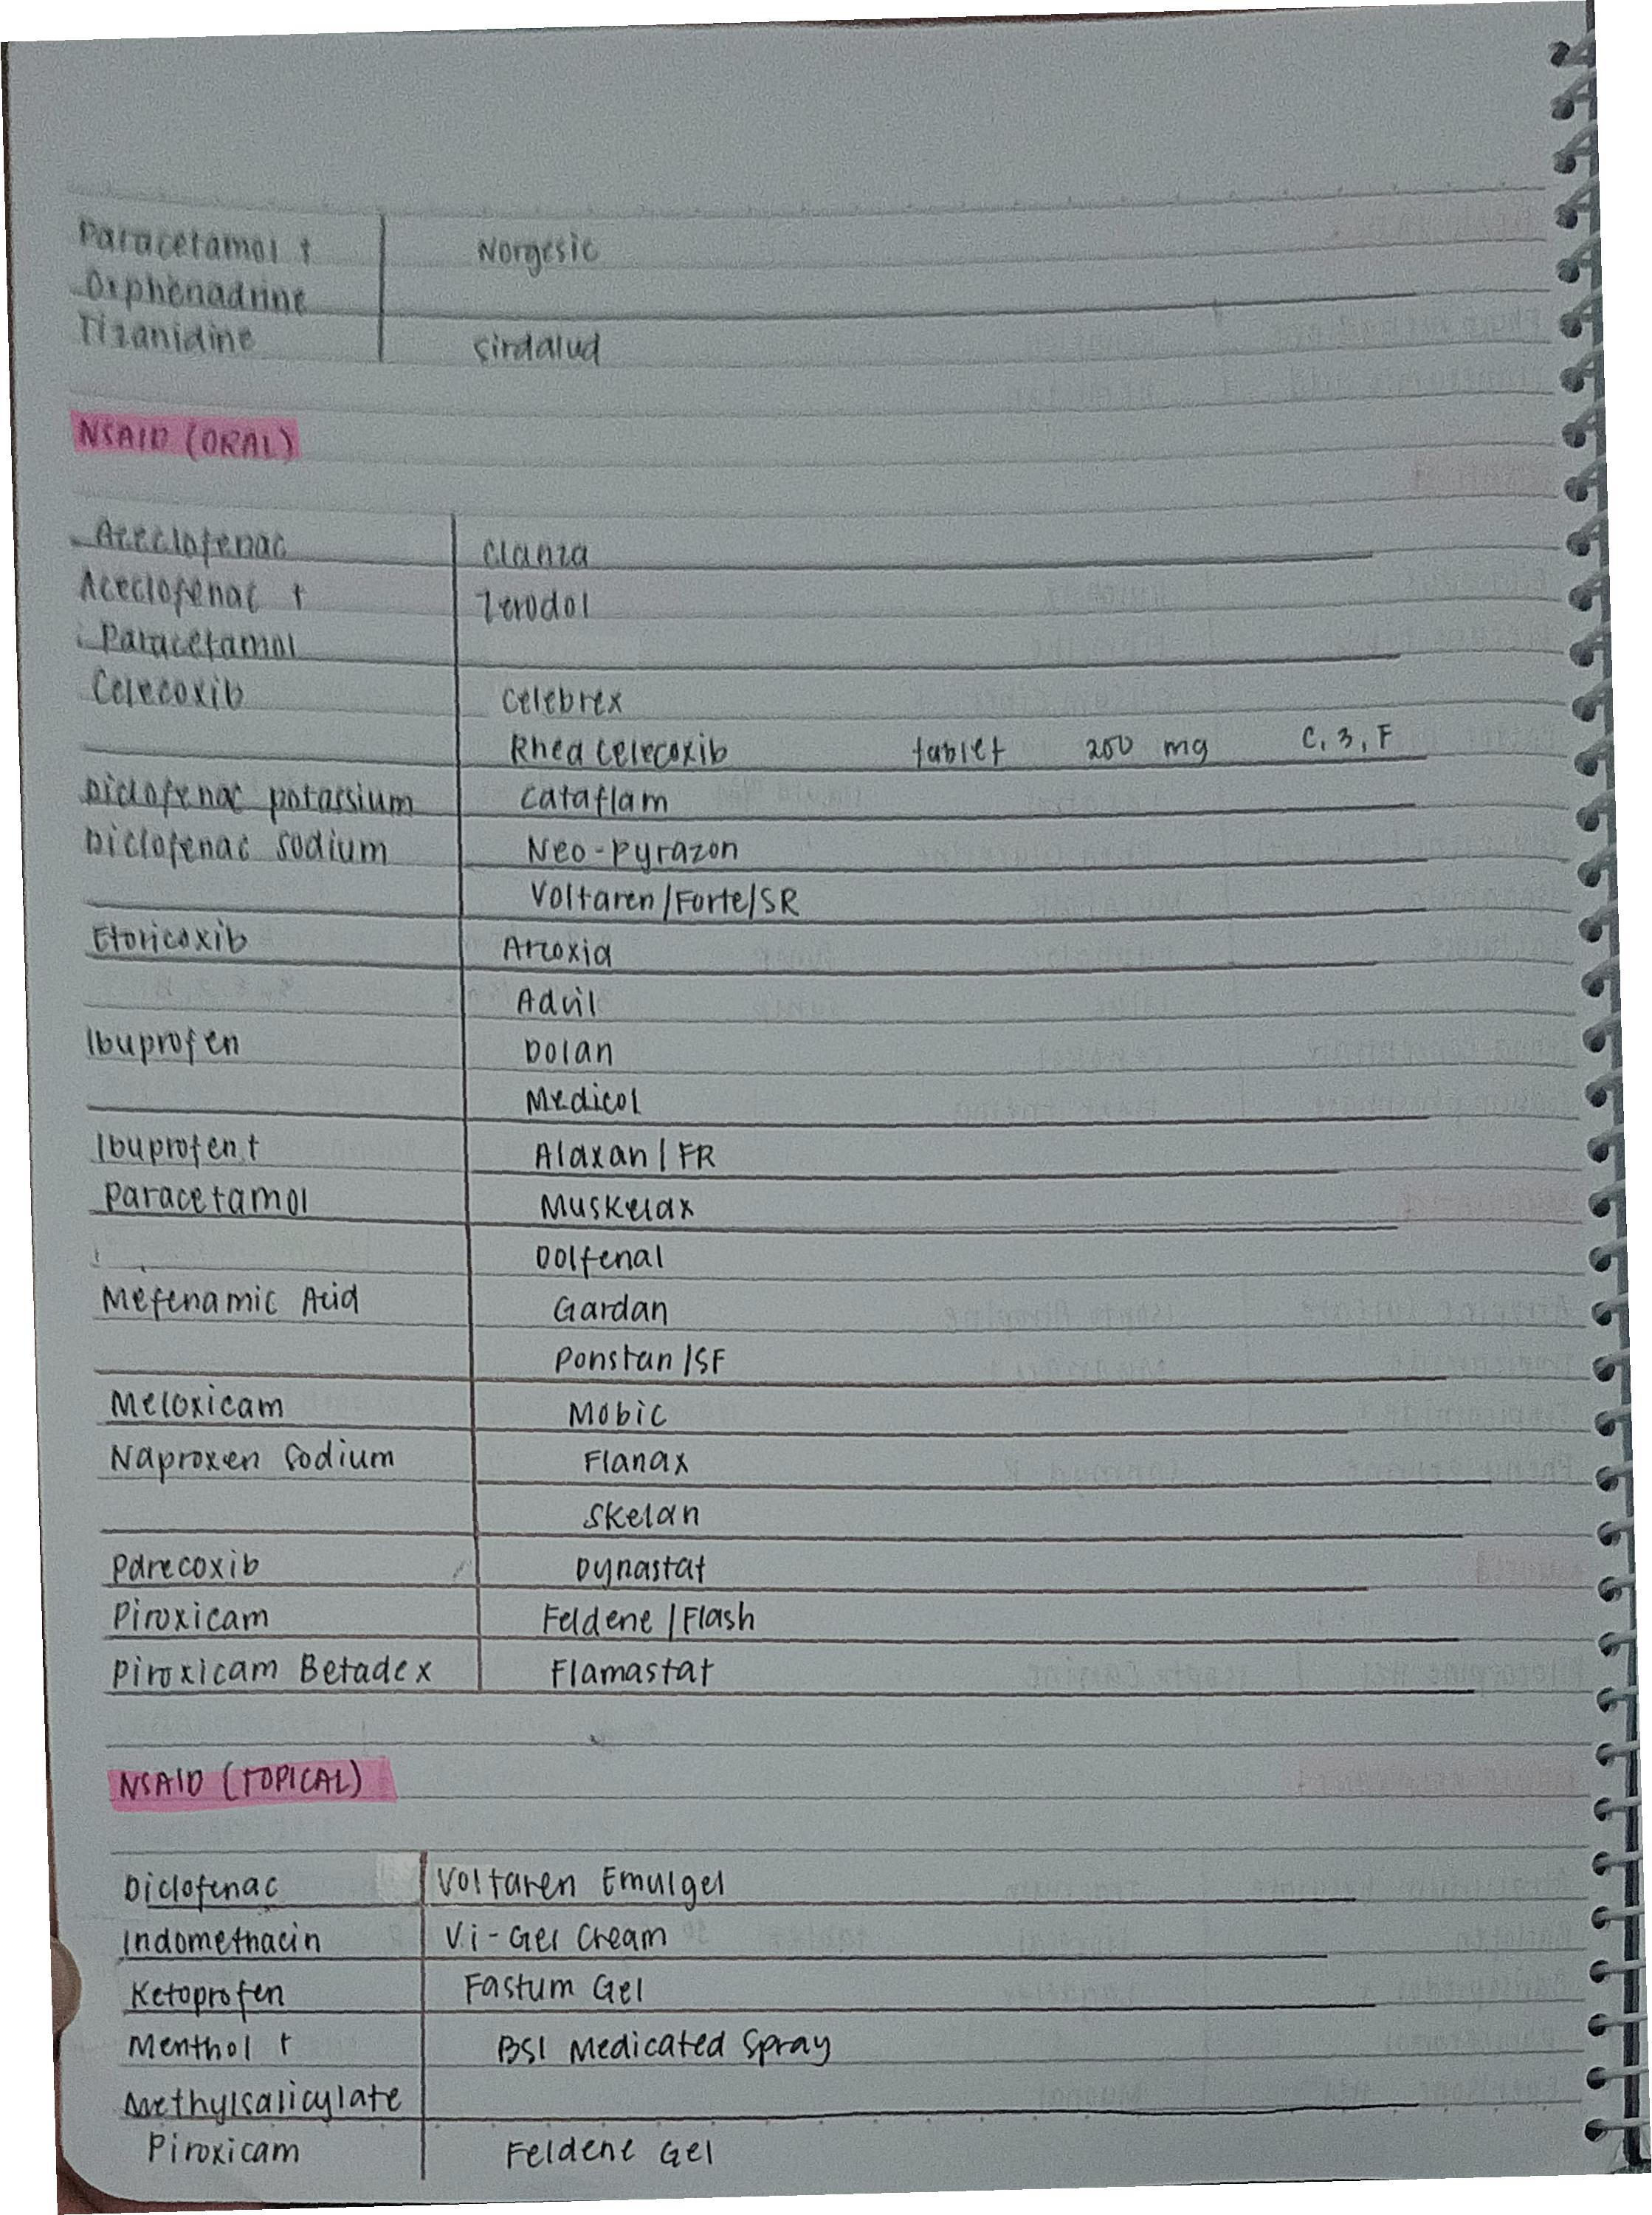 Paracetamol + Norgesic
Orphenadrine
Tizanidine Sirdalud
NSAID (ORAL)
Aceclofenac Clanza
Aceclofenac + Zerodol
Paracetamol
Celecoxib Celebrex
Rhea Celecoxib tablet 200 mg C, 3, F
Diclofenac potassium Cataflam
Diclofenac sodium Neo-Pyrazon
Voltaren/Forte/SR
Etoricoxib Arcoxia
Advil
Ibuprofen Dolan
Medicol
Ibuprofen + Alaxan/FR
Paracetamol Muskelax
Dolfenal
Mefenamic Acid Gardan
Ponstan/SF
Meloxicam Mobic
Naproxen Sodium Flanax
Skelan
Parecoxib Dynastat
Piroxicam Feldene/Flash
Piroxicam Betadex Flamastat
NSAID (TOPICAL)
Diclofenac Voltaren Emulgel
Indomethacin V.i-Gel Cream
Ketoprofen Fastum Gel
Menthol + BSI Medicated Spray
Methylsalicylate
Piroxicam Feldene Gel